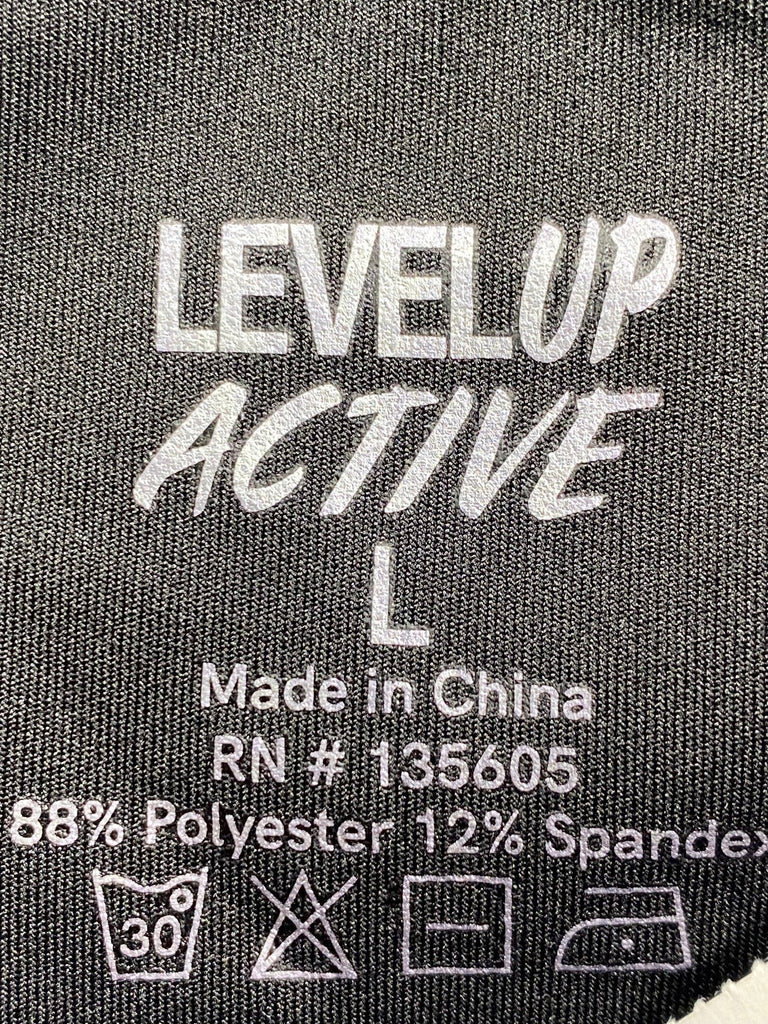 LEVELUP
ACTIVE
L
Made in China
RN # 135605
88% Polyester 12% Spandex
30°